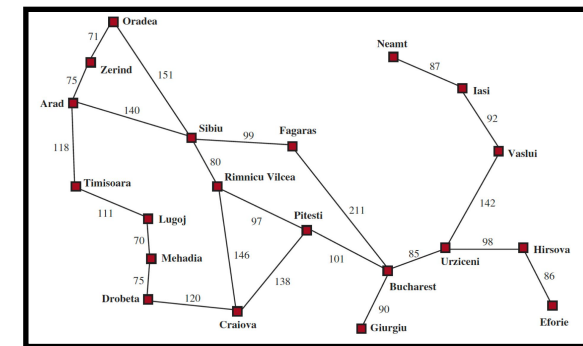 Oradea
71
Neamt
87
Zerind
151
Iasi
75
Arad
140
92
Sibiu
99
Fagaras
118
Vaslui
80
Timisoara
Rimnicu Vilcea
111
Lugoj
97
Pitesti
211
142
70
98
Hirsova
Mehadia
146
101
85
Urziceni
75
138
86
Bucharest
Drobeta
120
90
Craiova
Giurgiu
Eforie